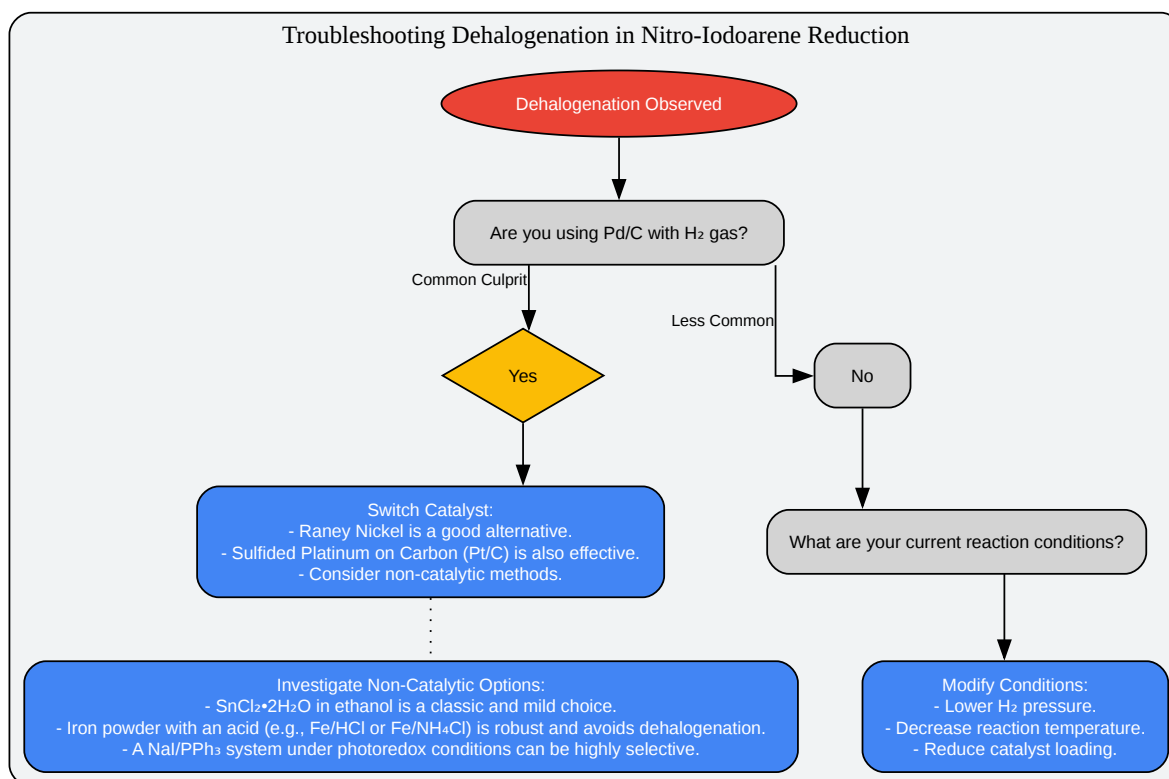 Troubleshooting Dehalogenation in Nitro-Iodoarene Reduction
Dehalogenation Observed
Are you using Pd/C with H₂ gas?
Common Culprit
Less Common
Yes
No
Switch Catalyst:
- Raney Nickel is a good alternative.
- Sulfided Platinum on Carbon (Pt/C) is also effective.
- Consider non-catalytic methods.
What are your current reaction conditions?
Investigate Non-Catalytic Options:
- SnCl₂•2H₂O in ethanol is a classic and mild choice.
- Iron powder with an acid (e.g., Fe/HCl or Fe/NH₄Cl) is robust and avoids dehalogenation.
- A NaI/PPh₃ system under photoredox conditions can be highly selective.
Modify Conditions:
- Lower H₂ pressure.
- Decrease reaction temperature.
- Reduce catalyst loading.